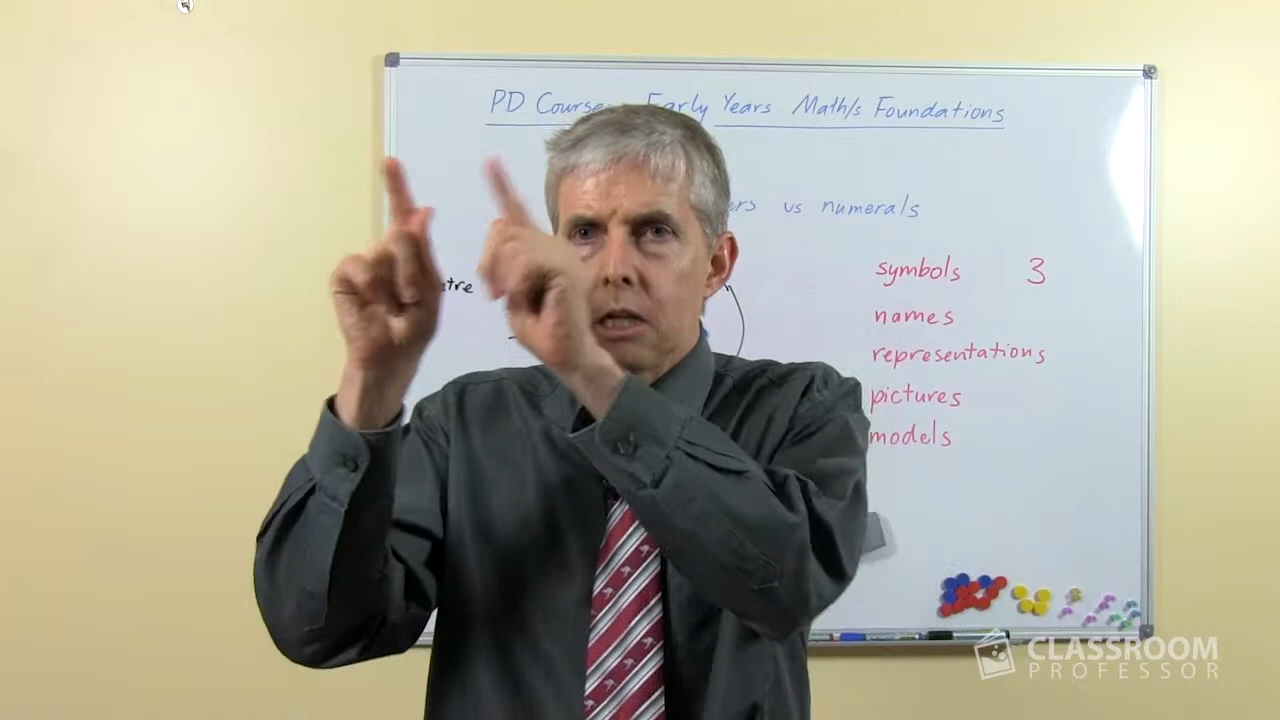 PD Course Early Years Math/s Foundations
vs numerals
symbols 3
names
representations
pictures
models
CLASSROOM
PROFESSOR